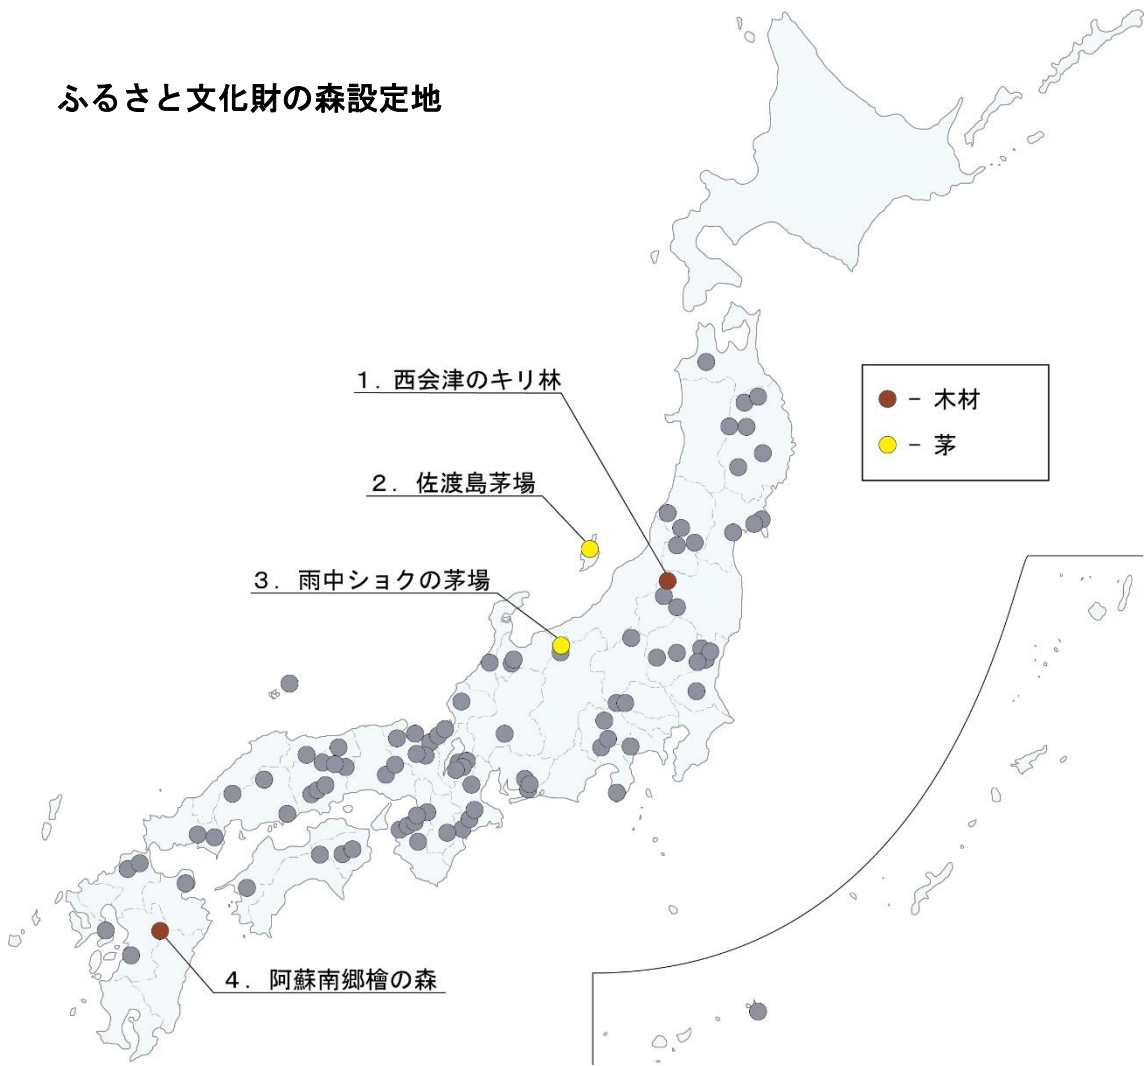 ふるさと文化財の森設定地
１．西会津のキリ林
２．佐渡島茅場
３．雨中ショクの茅場
４．阿蘇南郷檜の森
－ 木材
－ 茅